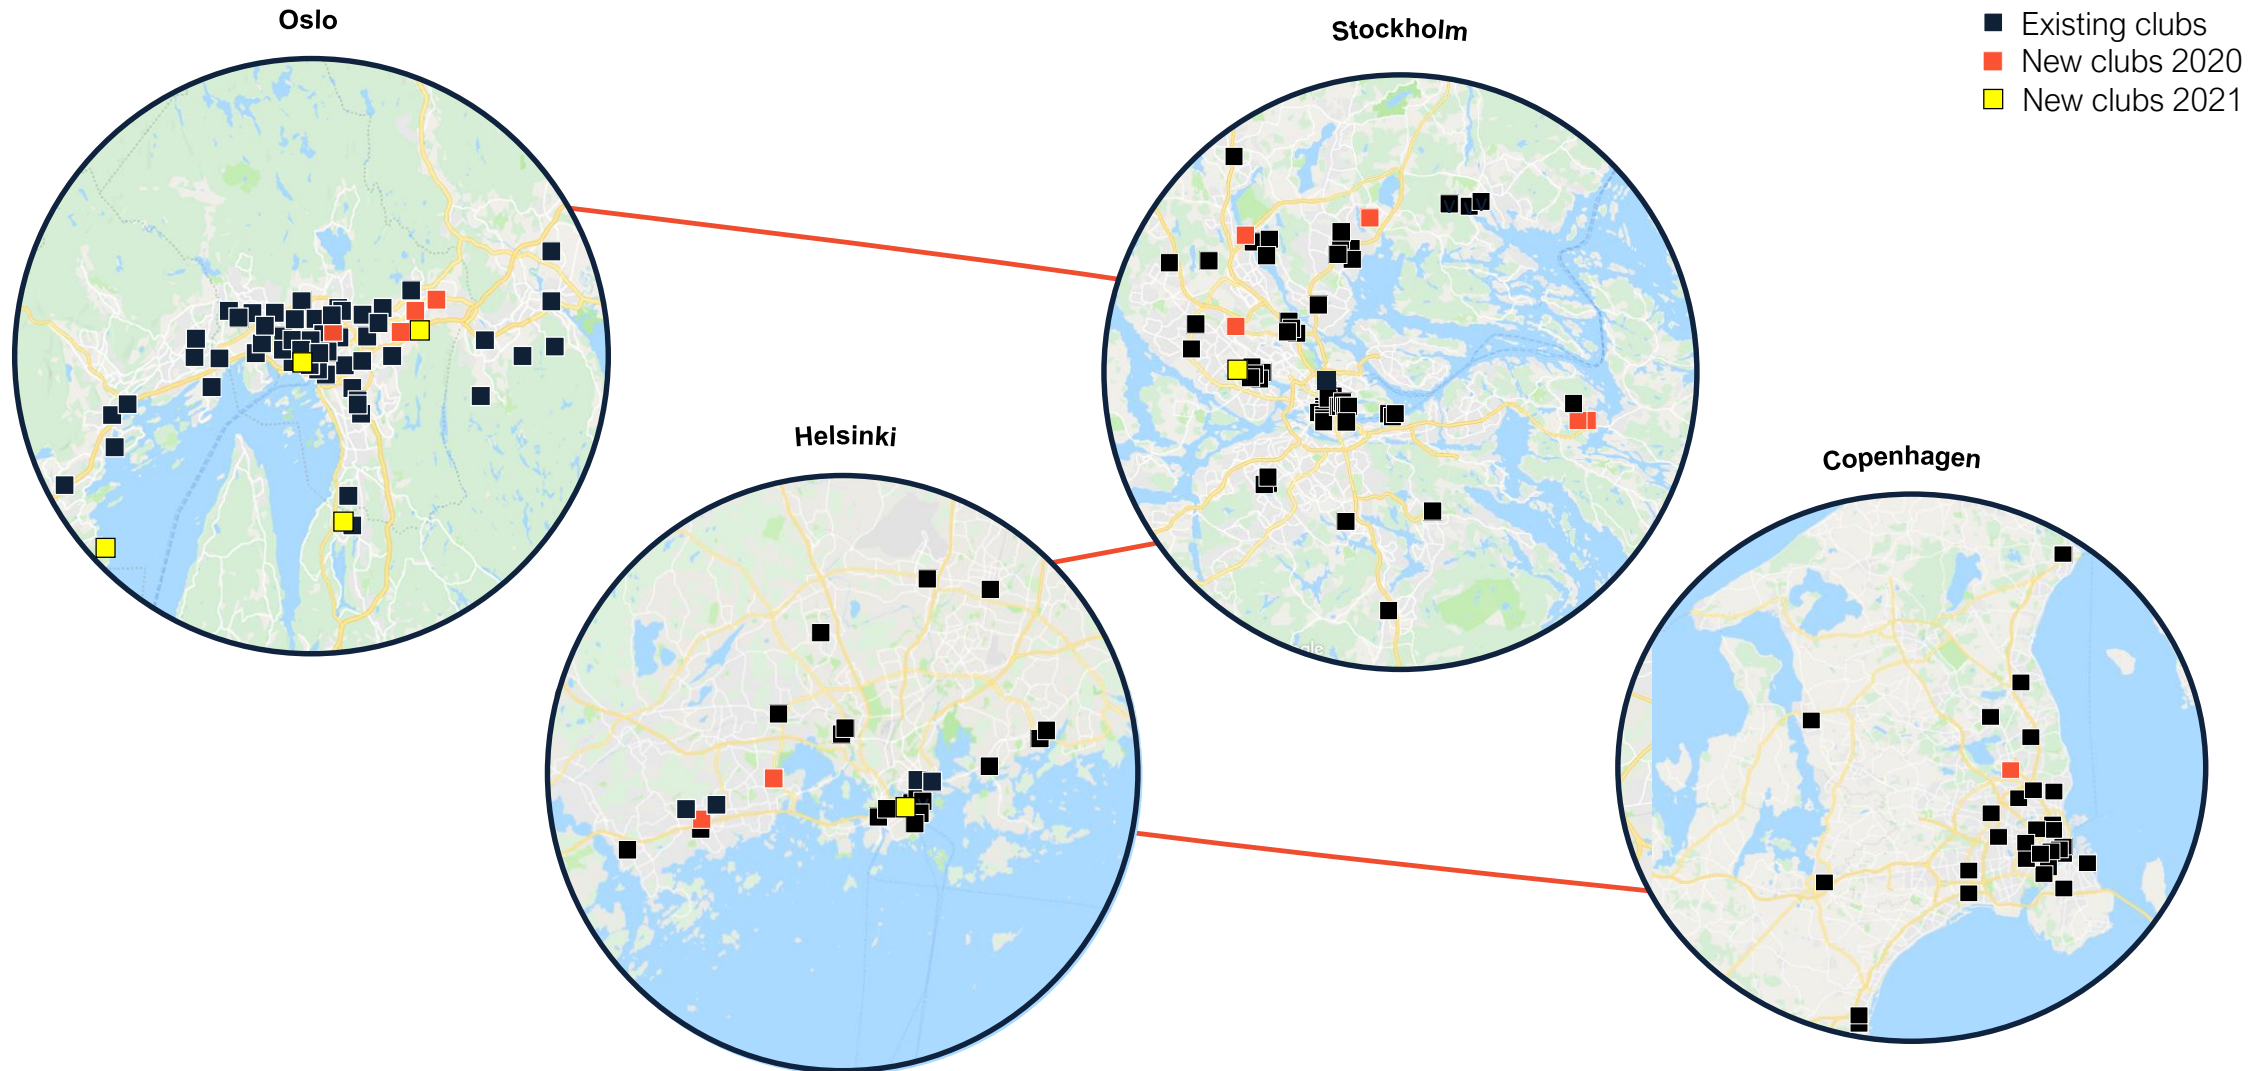 Oslo
Stockholm
Existing clubs
New clubs 2020
New clubs 2021
Helsinki
Copenhagen